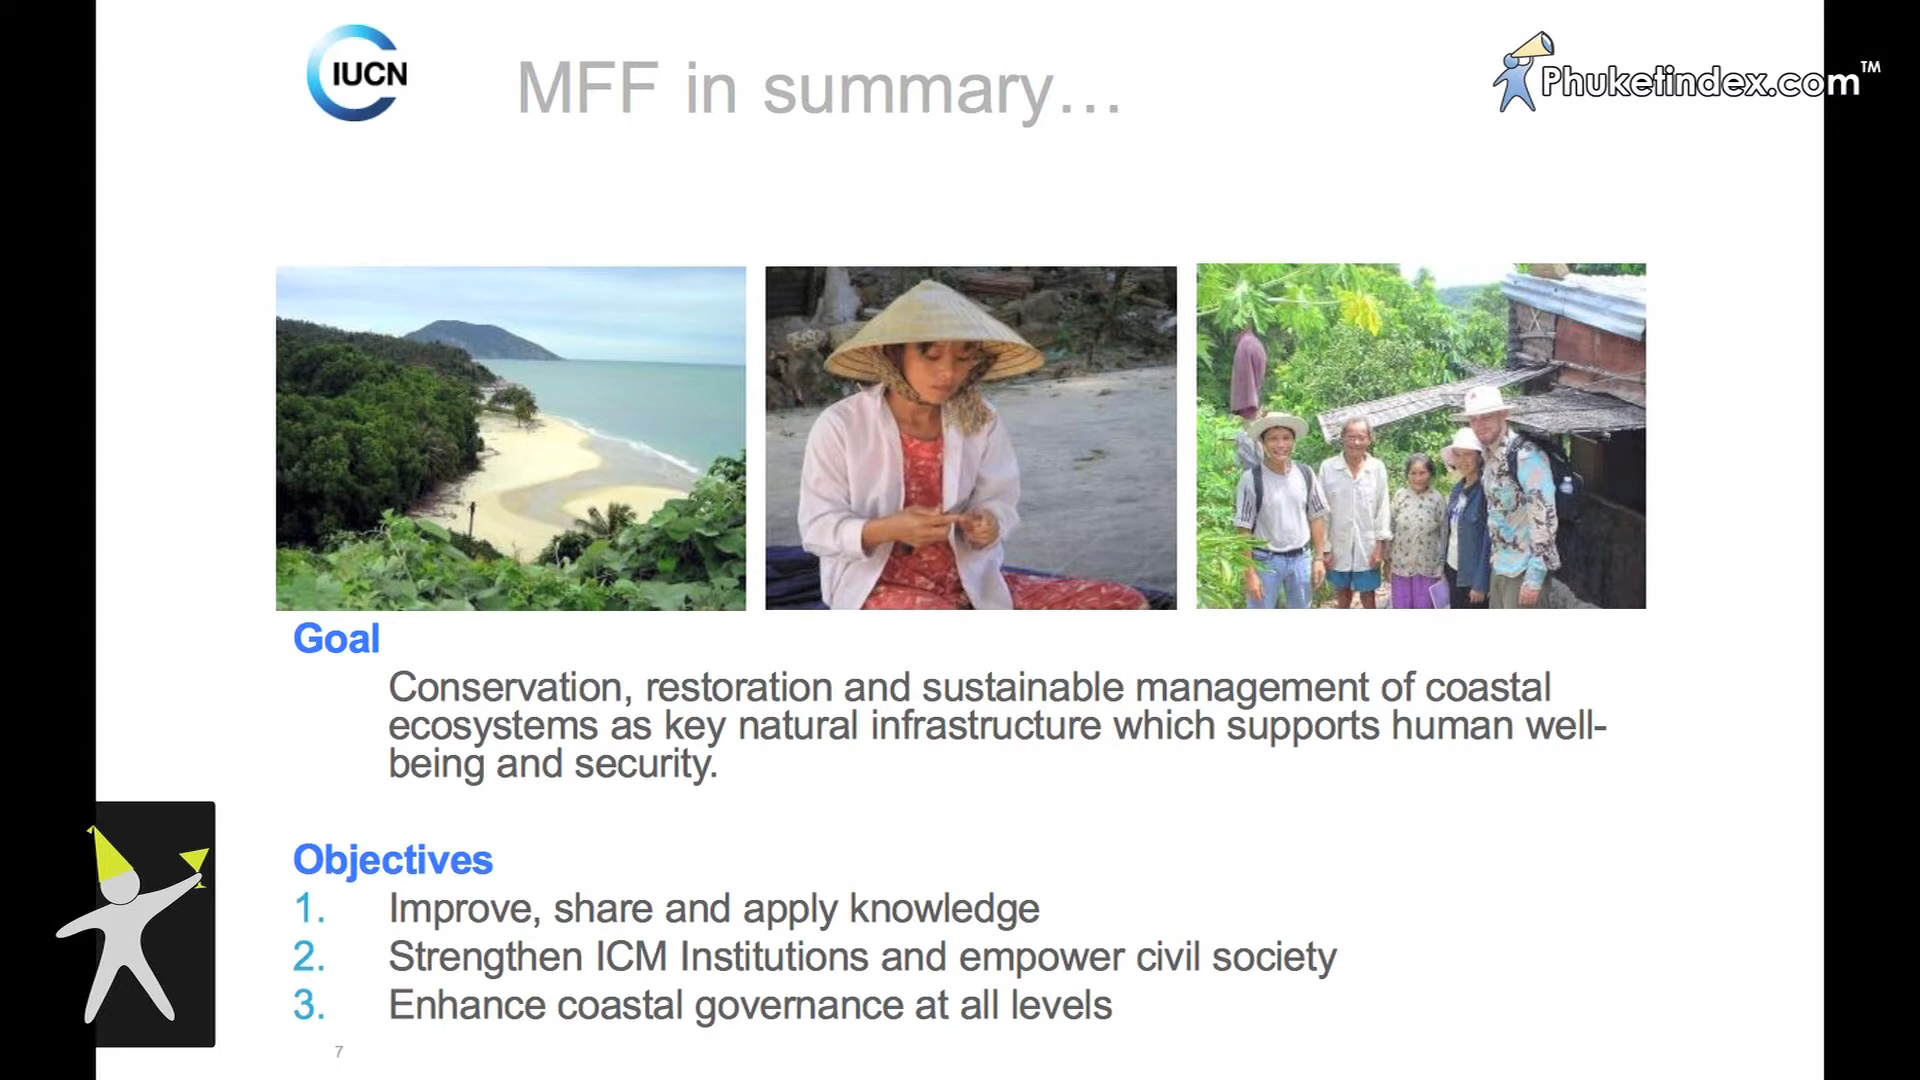 IUCN
MFF in summary…
Phuketindex.com™
Goal
Conservation, restoration and sustainable management of coastal
ecosystems as key natural infrastructure which supports human well-
being and security.
Objectives
1. Improve, share and apply knowledge
2. Strengthen ICM Institutions and empower civil society
3. Enhance coastal governance at all levels
7